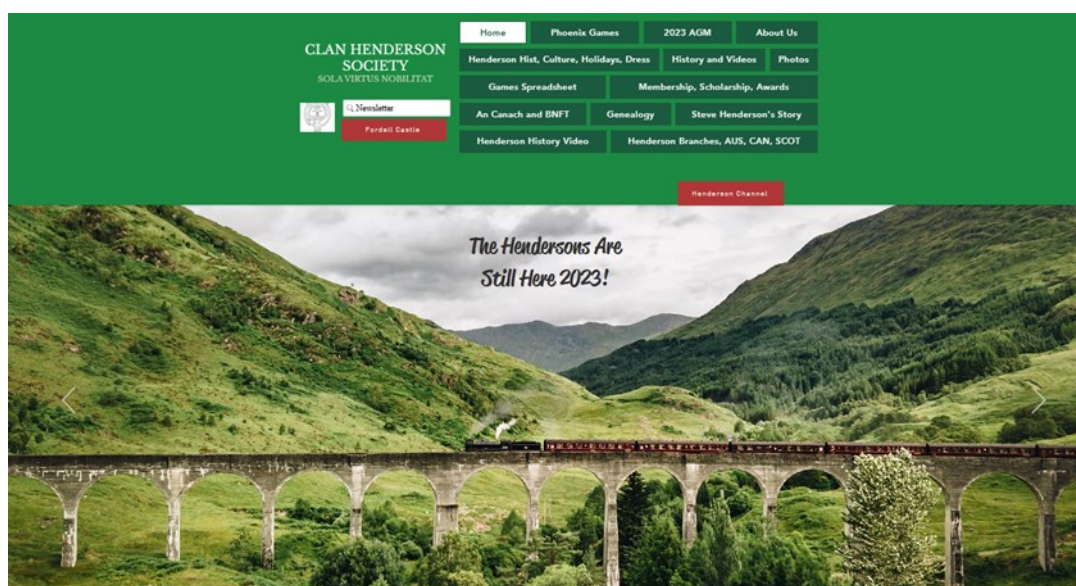 CLAN HENDERSON
SOCIETY
SOLA VIRTUS NOBILITAT
Newsletter
Fordell Castle
Home
Phoenix Games
2023 AGM
About Us
Henderson Hist, Culture, Holidays, Dress
History and Videos
Photos
Games Spreadsheet
Membership, Scholarship, Awards
An Canach and BNFT
Genealogy
Steve Henderson's Story
Henderson History Video
Henderson Branches, AUS, CAN, SCOT
Henderson Channel
The Hendersons Are
Still Here 2023!